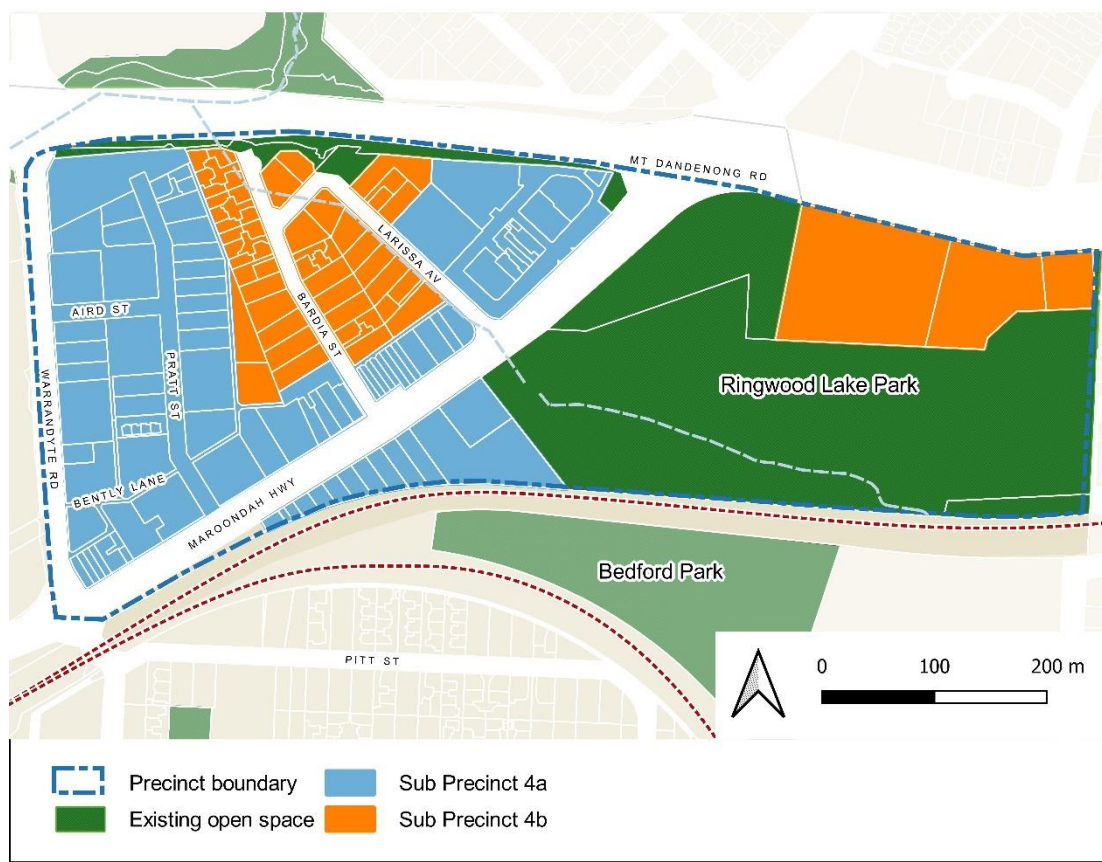 MT DANDENONG RD
LARISSA AV
AIRD ST
BARDIA ST
PRATT ST
WARRANDYTE RD
Ringwood Lake Park
BENTLY LANE
MAROONDAH HWY
Bedford Park
PITT ST
0 100 200 m
Precinct boundary
Sub Precinct 4a
Existing open space
Sub Precinct 4b